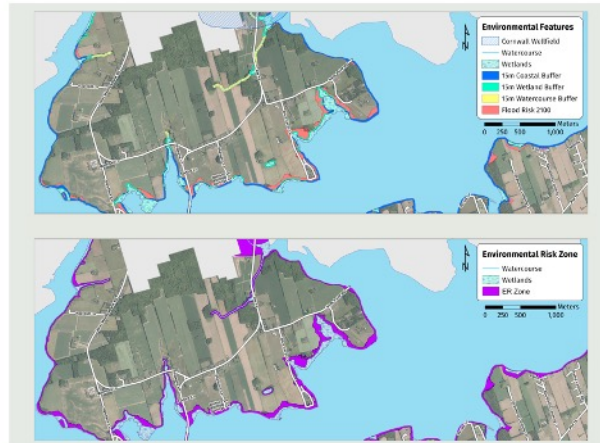 Environmental Features
Cornwall Wellfield
Watercourse
Wetlands
15m Coastal Buffer
15m Wetland Buffer
15m Watercourse Buffer
Flood Risk 2100
Meters
0 250 500 1,000
N
Environmental Risk Zone
Watercourse
Wetlands
ER Zone
Meters
0 250 500 1,000
N